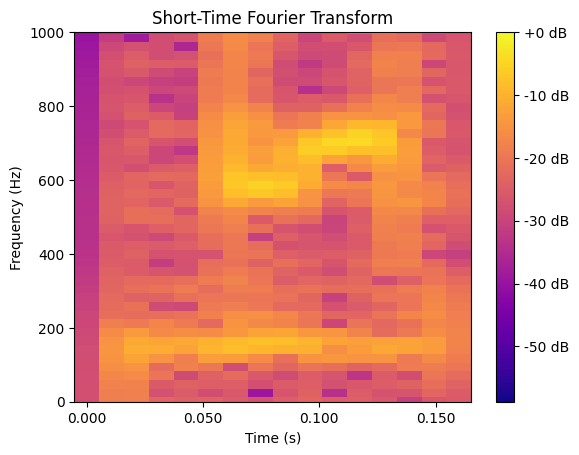 Short-Time Fourier Transform
1000
800
600
400
200
0
Frequency (Hz)
0.000
0.050
0.100
0.150
Time (s)
+0 dB
-10 dB
-20 dB
-30 dB
-40 dB
-50 dB